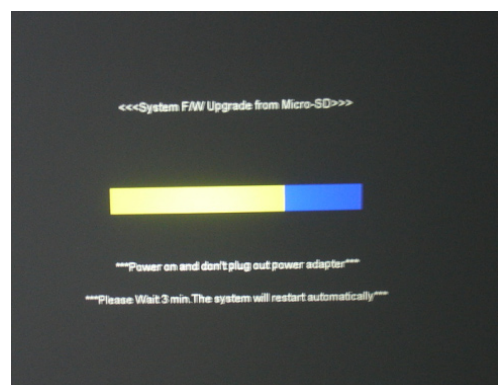 <<<System F/W Upgrade from Micro-SD>>>
***Power on and don't plug out power adapter***
***Please Wait 3 min.The system will restart automatically***